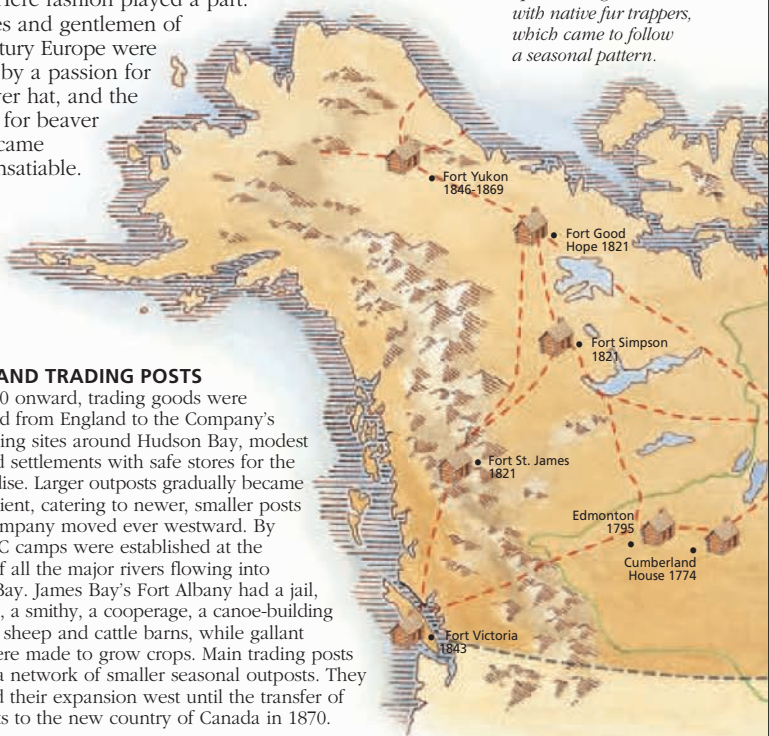 Here fashion played a part.
es and gentlemen of
tury Europe were
by a passion for
er hat, and the
for beaver
came
nsatiable.
with native fur trappers,
which came to follow
a seasonal pattern.
Fort Yukon
1846-1869
Fort Good
Hope 1821
Fort Simpson
1821
Fort St. James
1821
Edmonton
1795
Cumberland
House 1774
Fort Victoria
1843
AND TRADING POSTS
0 onward, trading goods were
d from England to the Company's
ing sites around Hudson Bay, modest
d settlements with safe stores for the
dise. Larger outposts gradually became
ient, catering to newer, smaller posts
ompany moved ever westward. By
C camps were established at the
f all the major rivers flowing into
Bay. James Bay's Fort Albany had a jail,
, a smithy, a cooperage, a canoe-building
sheep and cattle barns, while gallant
ere made to grow crops. Main trading posts
a network of smaller seasonal outposts. They
d their expansion west until the transfer of
ts to the new country of Canada in 1870.